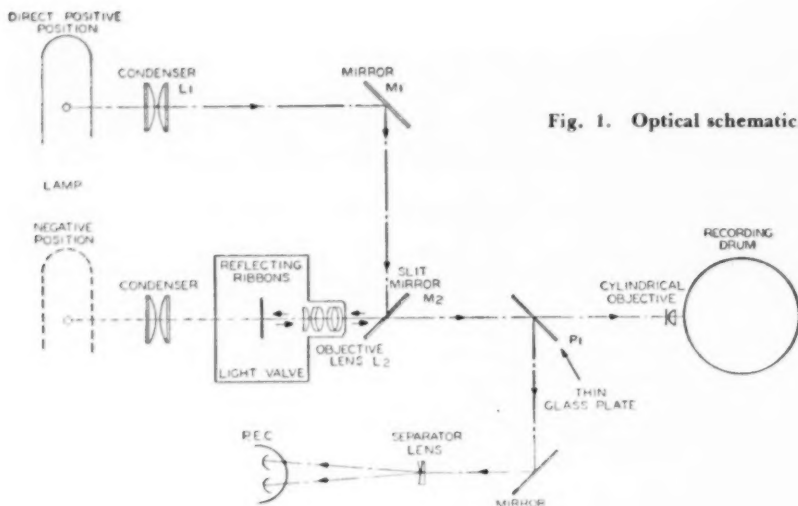 DIRECT POSITIVE
POSITION
CONDENSER
L1
MIRROR
M1
Fig. 1. Optical schematic
LAMP
NEGATIVE
POSITION
CONDENSER
REFLECTING
RIBBONS
LIGHT VALVE
OBJECTIVE
LENS L2
SLIT
MIRROR
M2
P1
THIN
GLASS PLATE
RECORDING
DRUM
CYLINDRICAL
OBJECTIVE
P.E.C.
SEPARATOR
LENS
MIRROR